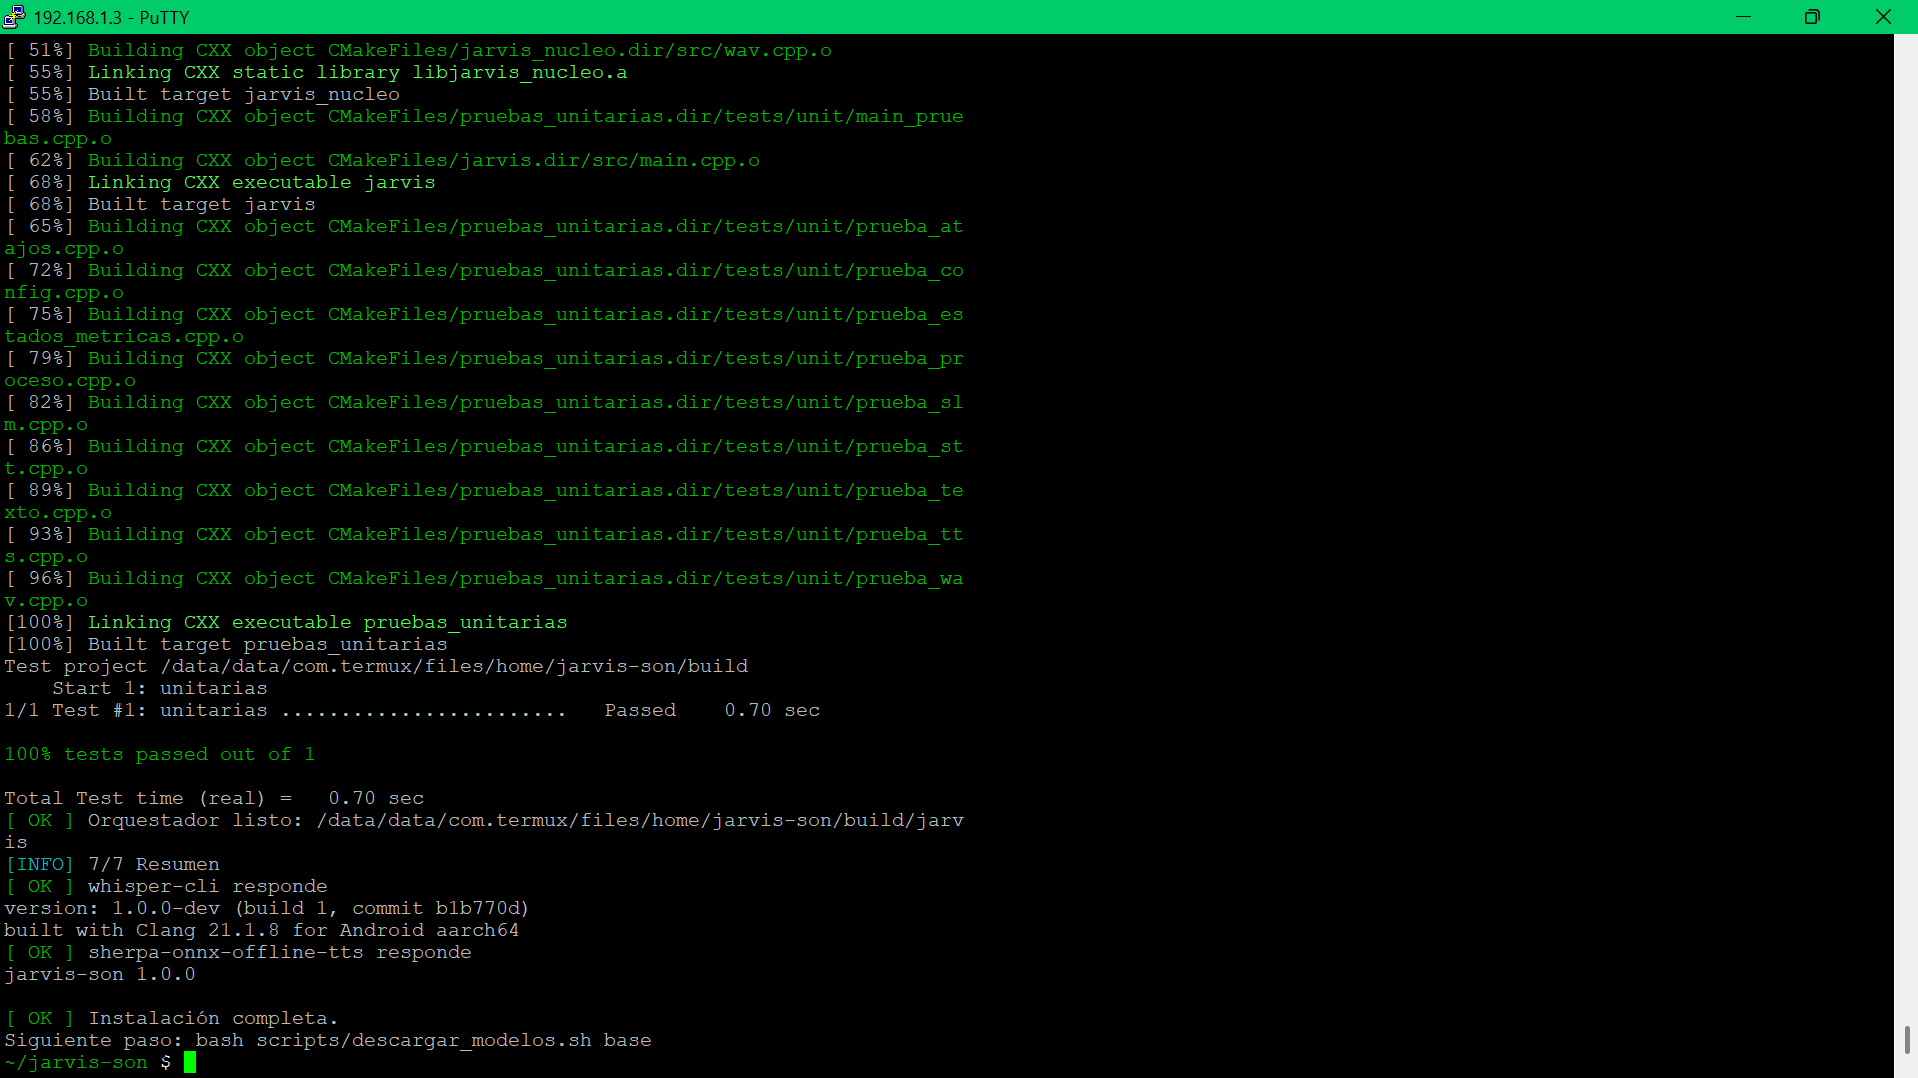 192.168.1.3 - PuTTY
[ 51%] Building CXX object CMakeFiles/jarvis_nucleo.dir/src/wav.cpp.o
[ 55%] Linking CXX static library libjarvis_nucleo.a
[ 55%] Built target jarvis_nucleo
[ 58%] Building CXX object CMakeFiles/pruebas_unitarias.dir/tests/unit/main_prue
bas.cpp.o
[ 62%] Building CXX object CMakeFiles/jarvis.dir/src/main.cpp.o
[ 68%] Linking CXX executable jarvis
[ 68%] Built target jarvis
[ 65%] Building CXX object CMakeFiles/pruebas_unitarias.dir/tests/unit/prueba_at
ajos.cpp.o
[ 72%] Building CXX object CMakeFiles/pruebas_unitarias.dir/tests/unit/prueba_co
nfig.cpp.o
[ 75%] Building CXX object CMakeFiles/pruebas_unitarias.dir/tests/unit/prueba_es
tados_metricas.cpp.o
[ 79%] Building CXX object CMakeFiles/pruebas_unitarias.dir/tests/unit/prueba_pr
oceso.cpp.o
[ 82%] Building CXX object CMakeFiles/pruebas_unitarias.dir/tests/unit/prueba_sl
m.cpp.o
[ 86%] Building CXX object CMakeFiles/pruebas_unitarias.dir/tests/unit/prueba_st
t.cpp.o
[ 89%] Building CXX object CMakeFiles/pruebas_unitarias.dir/tests/unit/prueba_te
xto.cpp.o
[ 93%] Building CXX object CMakeFiles/pruebas_unitarias.dir/tests/unit/prueba_tt
s.cpp.o
[ 96%] Building CXX object CMakeFiles/pruebas_unitarias.dir/tests/unit/prueba_wa
v.cpp.o
[100%] Linking CXX executable pruebas_unitarias
[100%] Built target pruebas_unitarias
Test project /data/data/com.termux/files/home/jarvis-son/build
    Start 1: unitarias
1/1 Test #1: unitarias ........................   Passed    0.70 sec
100% tests passed out of 1
Total Test time (real) =   0.70 sec
[ OK ] Orquestador listo: /data/data/com.termux/files/home/jarvis-son/build/jarv
is
[INFO] 7/7 Resumen
[ OK ] whisper-cli responde
version: 1.0.0-dev (build 1, commit b1b770d)
built with Clang 21.1.8 for Android aarch64
[ OK ] sherpa-onnx-offline-tts responde
jarvis-son 1.0.0
[ OK ] Instalación completa.
Siguiente paso: bash scripts/descargar_modelos.sh base
~/jarvis-son $